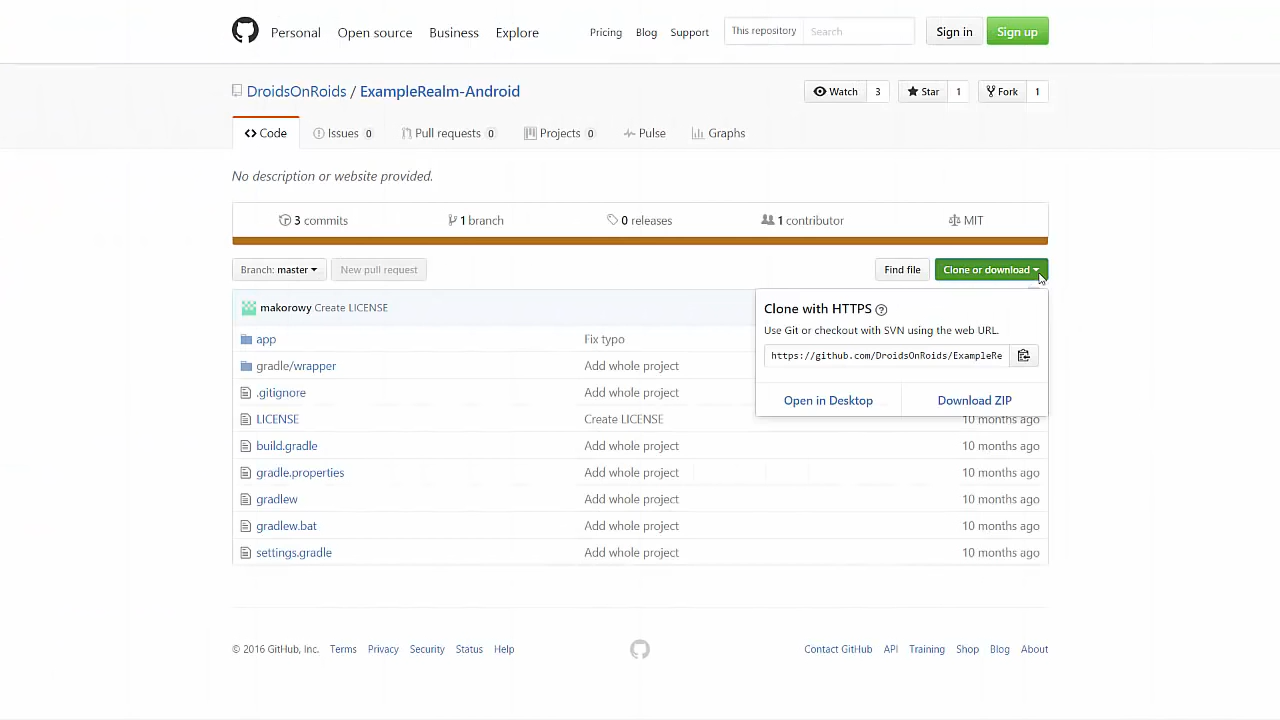 Personal Open source Business Explore Pricing Blog Support This repository Search Sign in Sign up
DroidsOnRoids / ExampleRealm-Android Watch 3 Star 1 Fork 1
Code Issues 0 Pull requests 0 Projects 0 Pulse Graphs
No description or website provided.
3 commits 1 branch 0 releases 1 contributor MIT
Branch: master New pull request Find file Clone or download
makorowy Create LICENSE
Clone with HTTPS ?
Use Git or checkout with SVN using the web URL.
https://github.com/DroidsOnRoids/ExampleRe
Open in Desktop Download ZIP
app Fix typo
gradle/wrapper Add whole project
.gitignore Add whole project
LICENSE Create LICENSE 10 months ago
build.gradle Add whole project 10 months ago
gradle.properties Add whole project 10 months ago
gradlew Add whole project 10 months ago
gradlew.bat Add whole project 10 months ago
settings.gradle Add whole project 10 months ago
© 2016 GitHub, Inc. Terms Privacy Security Status Help Contact GitHub API Training Shop Blog About